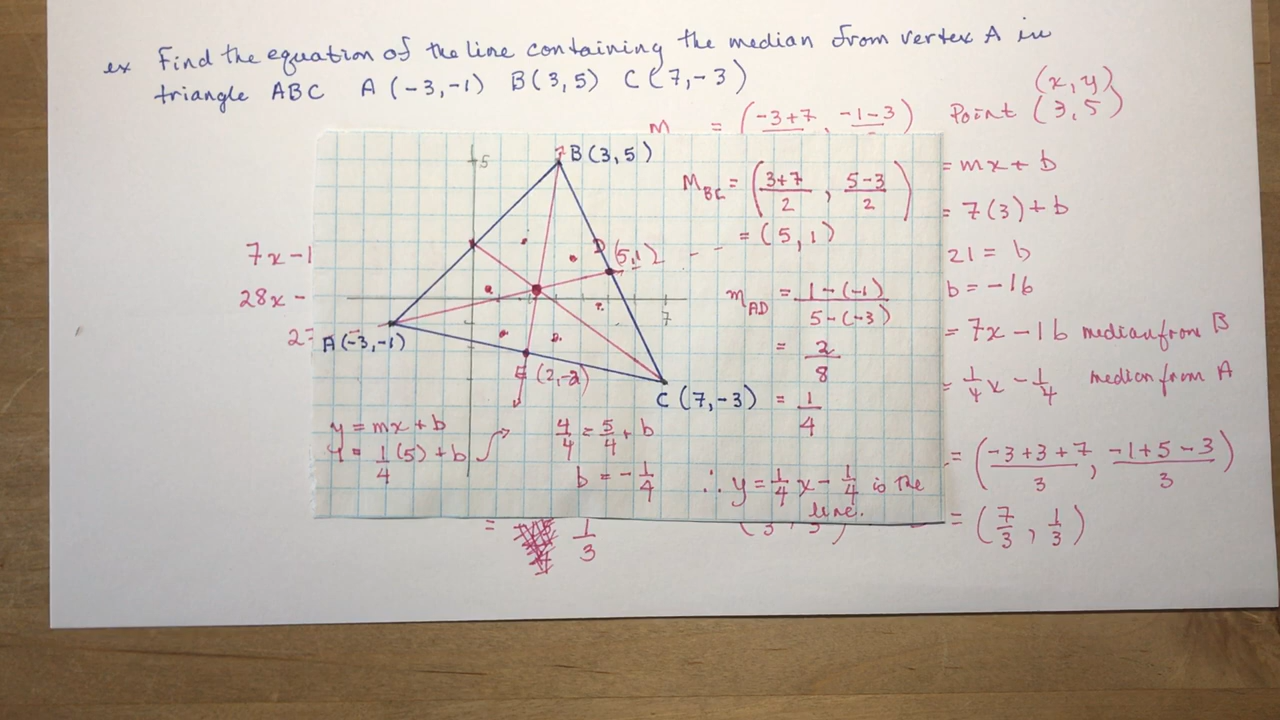 ex Find the equation of the line containing the median from vertex A in
triangle ABC A (-3,-1) B(3,5) C(7,-3)
(x, y)
M = (-3+7, -1-3) Point (3,5)
= mx + b
= 7(3) + b
21 = b
b = -16
= 7x - 16 median from B
= 1/4 x - 1/4 median from A
= ((-3+3+7)/3, (-1+5-3)/3)
= (7/3, 1/3)
7x-1
28x-
27
5
B(3,5)
D (5,1)
7
A(-3,-1)
E (2,-2)
C (7,-3)
M_BC = ((3+7)/2, (5-3)/2)
= (5,1)
m_AD = (1-(-1))/(5-(-3))
= 2/8
= 1/4
y = mx + b
y = 1/4 (5) + b
4/4 = 5/4 + b
b = -1/4
∴ y = 1/4 x - 1/4 is the
line.
= 1/3